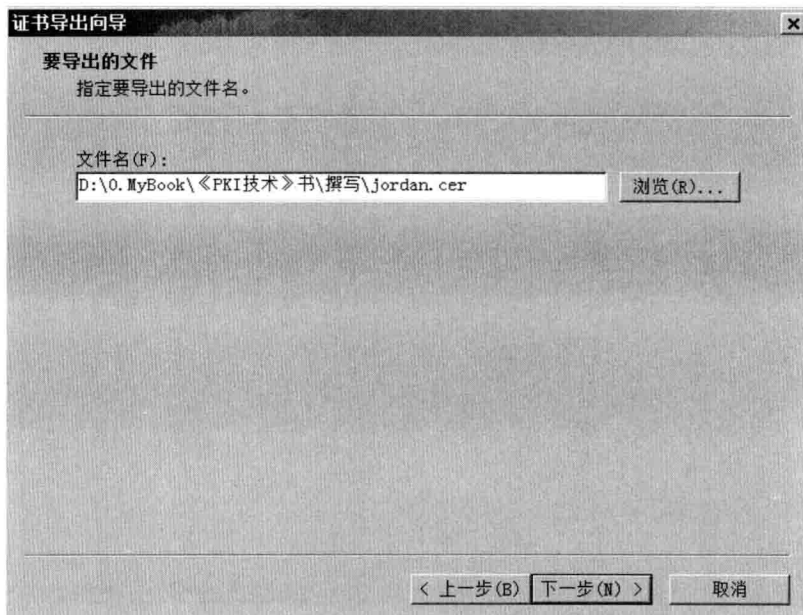 证书导出向导
要导出的文件
指定要导出的文件名。
文件名(F):
D:\0.MyBook\《PKI技术》书\撰写\jordan.cer 浏览(R)...
< 上一步(B) 下一步(N) > 取消